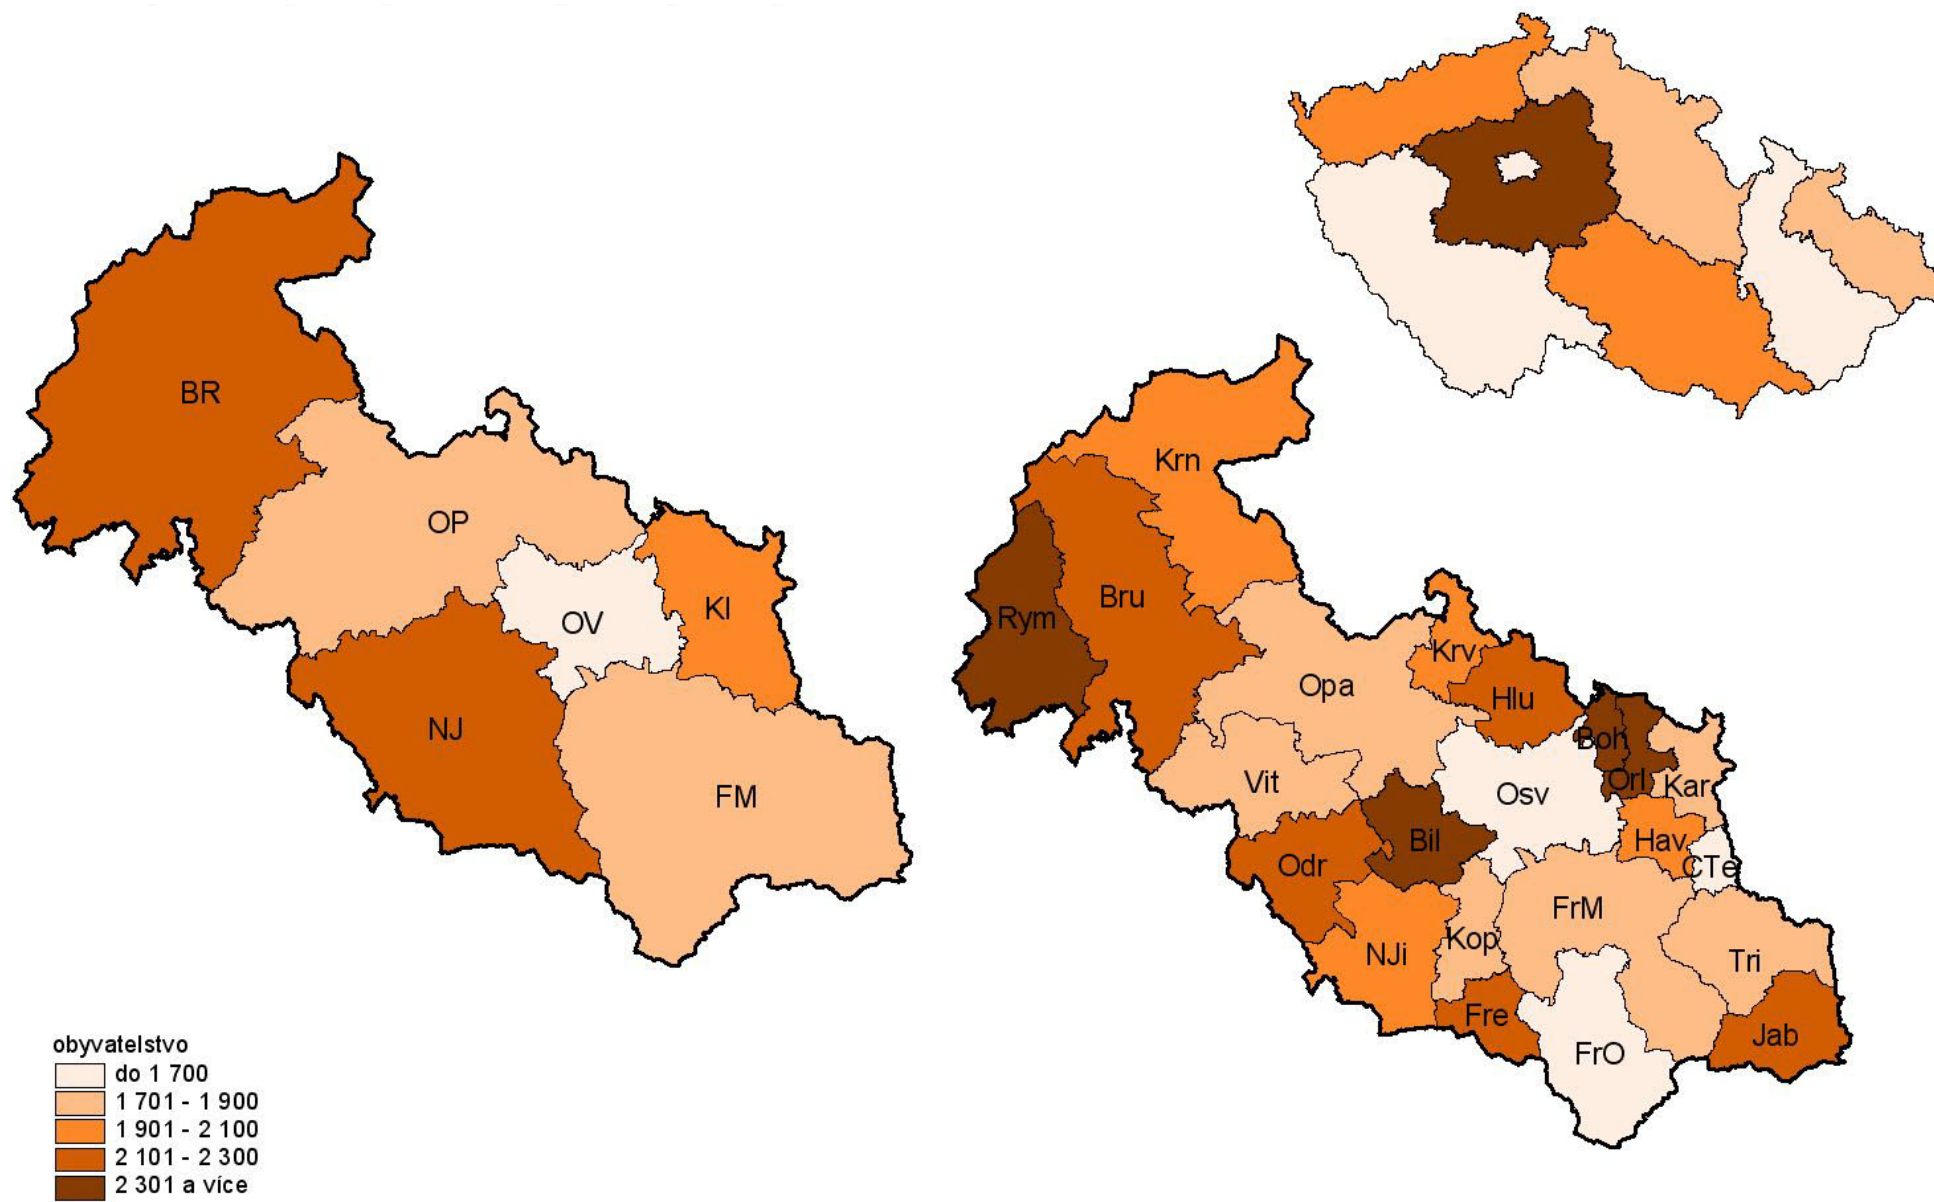 BR
OP
OV
KI
NJ
FM
Krn
Bru
Rym
Krv
Opa
Hlu
Boh
Orl
Kar
Vit
Osv
Hav
Bil
CTe
Odr
FrM
Kop
NJi
Tri
Fre
Jab
FrO
obyvatelstvo
do 1 700
1 701 - 1 900
1 901 - 2 100
2 101 - 2 300
2 301 a více